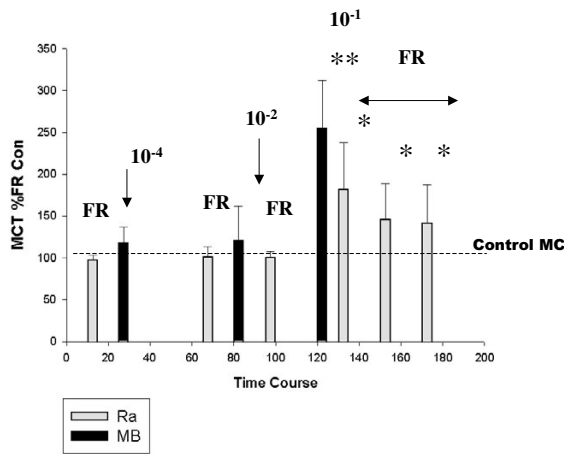 10⁻¹
** FR
*
* *
10⁻²
10⁻⁴
FR FR FR
Control MC
MCT %FR Con
350
300
250
200
150
100
50
0
0 20 40 60 80 100 120 140 160 180 200
Time Course
Ra
MB